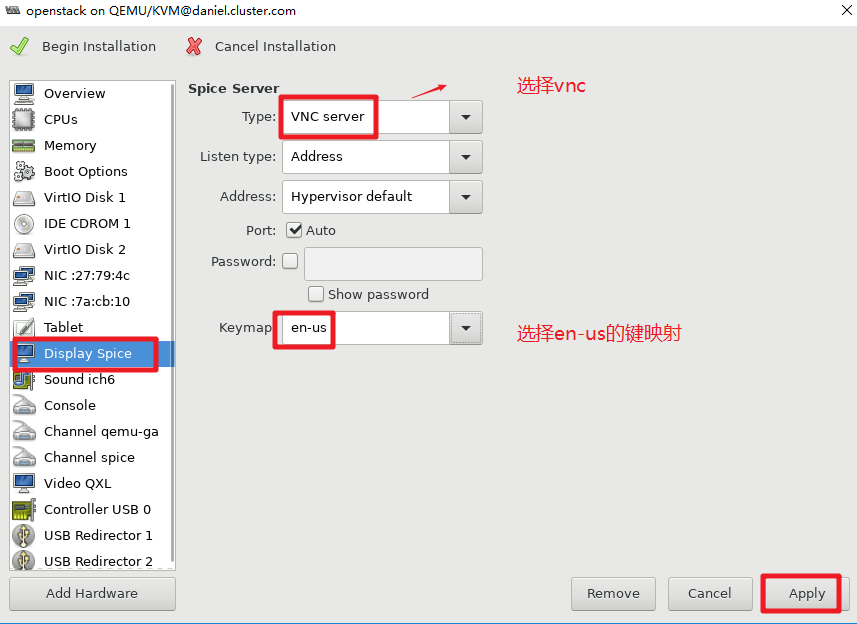 openstack on QEMU/KVM@daniel.cluster.com
Begin Installation
Cancel Installation
Overview
CPUs
Memory
Boot Options
VirtIO Disk 1
IDE CDROM 1
VirtIO Disk 2
NIC :27:79:4c
NIC :7a:cb:10
Tablet
Display Spice
Sound ich6
Console
Channel qemu-ga
Channel spice
Video QXL
Controller USB 0
USB Redirector 1
USB Redirector 2
Add Hardware
Spice Server
选择vnc
Type: VNC server
Listen type: Address
Address: Hypervisor default
Port: Auto
Password:
Show password
Keymap en-us
选择en-us的键映射
Remove
Cancel
Apply